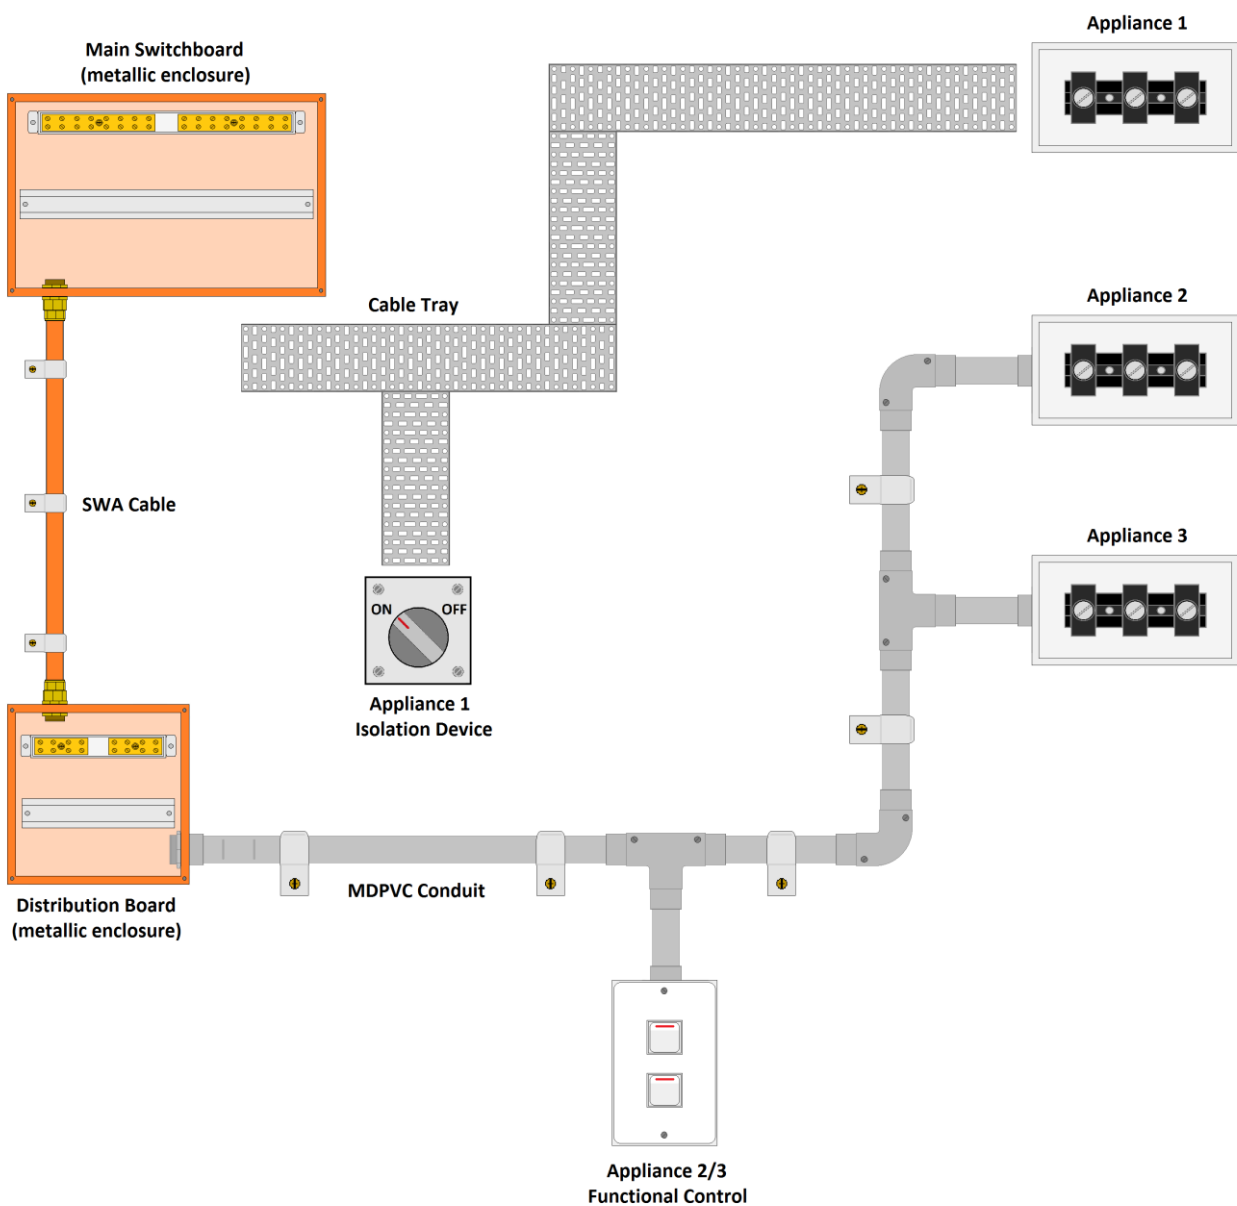 Appliance 1
Main Switchboard
(metallic enclosure)
Cable Tray
Appliance 2
SWA Cable
Appliance 3
ON OFF
Appliance 1
Isolation Device
MDPVC Conduit
Distribution Board
(metallic enclosure)
Appliance 2/3
Functional Control